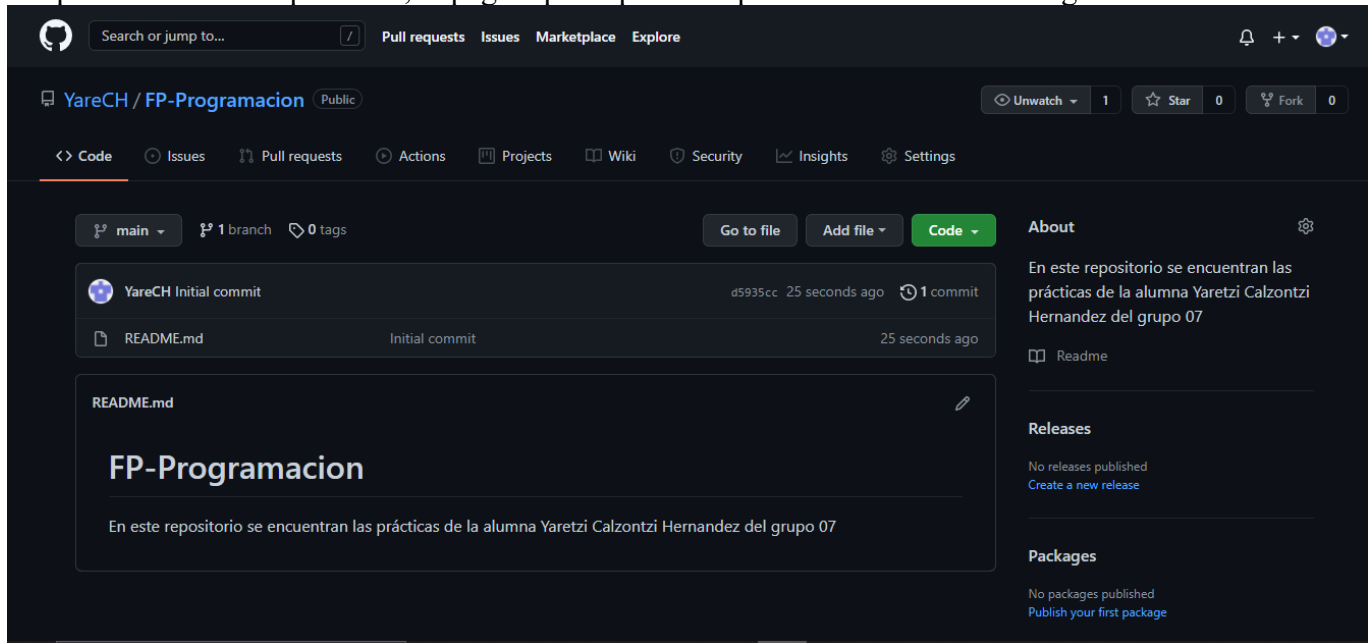 Search or jump to... /
Pull requests Issues Marketplace Explore
YareCH / FP-Programacion Public
Unwatch 1 Star 0 Fork 0
<> Code Issues Pull requests Actions Projects Wiki Security Insights Settings
main 1 branch 0 tags
Go to file Add file Code
YareCH Initial commit d5935cc 25 seconds ago 1 commit
README.md Initial commit 25 seconds ago
README.md
FP-Programacion
En este repositorio se encuentran las prácticas de la alumna Yaretzi Calzontzi Hernandez del grupo 07
About
En este repositorio se encuentran las
prácticas de la alumna Yaretzi Calzontzi
Hernandez del grupo 07
Readme
Releases
No releases published
Create a new release
Packages
No packages published
Publish your first package